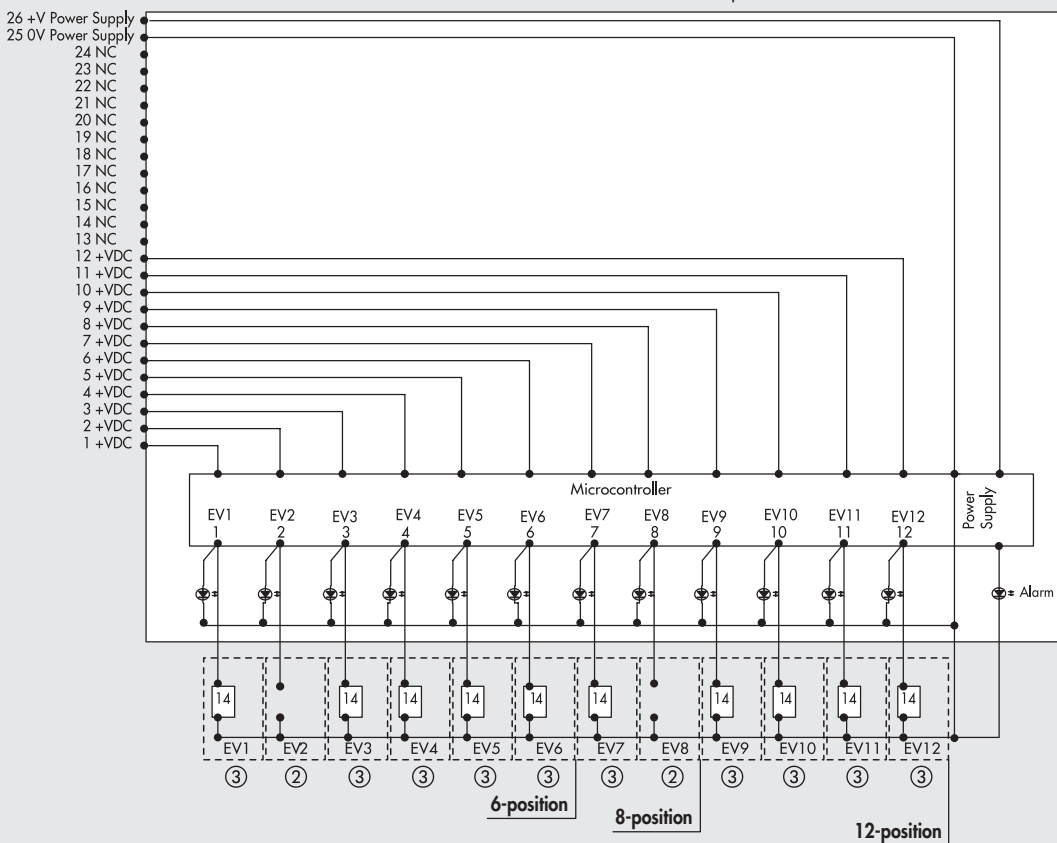 26 +V Power Supply
25 0V Power Supply
24 NC
23 NC
22 NC
21 NC
20 NC
19 NC
18 NC
17 NC
16 NC
15 NC
14 NC
13 NC
12 +VDC
11 +VDC
10 +VDC
9 +VDC
8 +VDC
7 +VDC
6 +VDC
5 +VDC
4 +VDC
3 +VDC
2 +VDC
1 +VDC
Microcontroller
Power
Supply
EV1 EV2 EV3 EV4 EV5 EV6 EV7 EV8 EV9 EV10 EV11 EV12
1 2 3 4 5 6 7 8 9 10 11 12
Alarm
14 14 14 14 14 14 14 14 14 14
EV1 EV2 EV3 EV4 EV5 EV6 EV7 EV8 EV9 EV10 EV11 EV12
③ ② ③ ③ ③ ③ ③ ② ③ ③ ③ ③
6-position
8-position
12-position